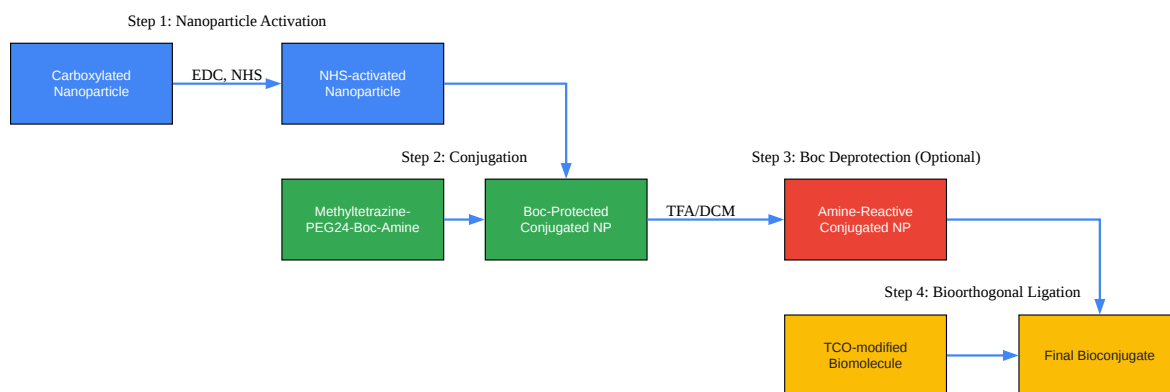 Step 1: Nanoparticle Activation
Carboxylated
Nanoparticle
EDC, NHS
NHS-activated
Nanoparticle
Step 2: Conjugation
Step 3: Boc Deprotection (Optional)
Methyltetrazine-
PEG24-Boc-Amine
Boc-Protected
Conjugated NP
TFA/DCM
Amine-Reactive
Conjugated NP
Step 4: Bioorthogonal Ligation
TCO-modified
Biomolecule
Final Bioconjugate